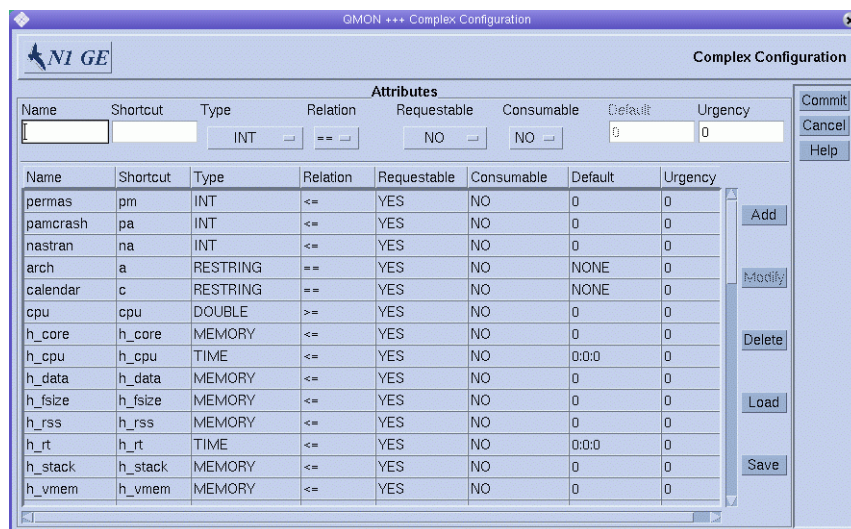 QMON +++ Complex Configuration
N1 GE
Complex Configuration
Attributes
Name Shortcut Type Relation Requestable Consumable Default Urgency
INT == NO NO 0 0
Commit
Cancel
Help
Name Shortcut Type Relation Requestable Consumable Default Urgency
permas pm INT <= YES NO 0 0
pamcrash pa INT <= YES NO 0 0
nastran na INT <= YES NO 0 0
arch a RESTRING == YES NO NONE 0
calendar c RESTRING == YES NO NONE 0
cpu cpu DOUBLE >= YES NO 0 0
h_core h_core MEMORY <= YES NO 0 0
h_cpu h_cpu TIME <= YES NO 0:0:0 0
h_data h_data MEMORY <= YES NO 0 0
h_fsize h_fsize MEMORY <= YES NO 0 0
h_rss h_rss MEMORY <= YES NO 0 0
h_rt h_rt TIME <= YES NO 0:0:0 0
h_stack h_stack MEMORY <= YES NO 0 0
h_vmem h_vmem MEMORY <= YES NO 0 0
Add
Modify
Delete
Load
Save